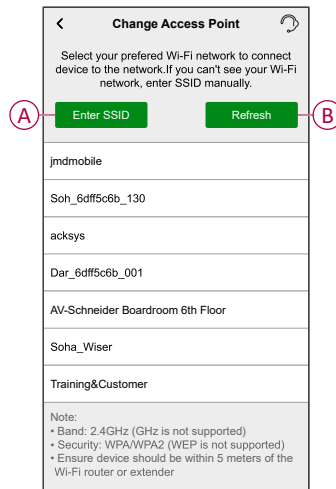 Change Access Point
Select your prefered Wi-Fi network to connect
device to the network.If you can't see your Wi-Fi
network, enter SSID manually.
A Enter SSID Refresh B
jmdmobile
Soh_6dff5c6b_130
acksys
Dar_6dff5c6b_001
AV-Schneider Boardroom 6th Floor
Soha_Wiser
Training&Customer
Note:
• Band: 2.4GHz (GHz is not supported)
• Security: WPA/WPA2 (WEP is not supported)
• Ensure device should be within 5 meters of the
Wi-Fi router or extender